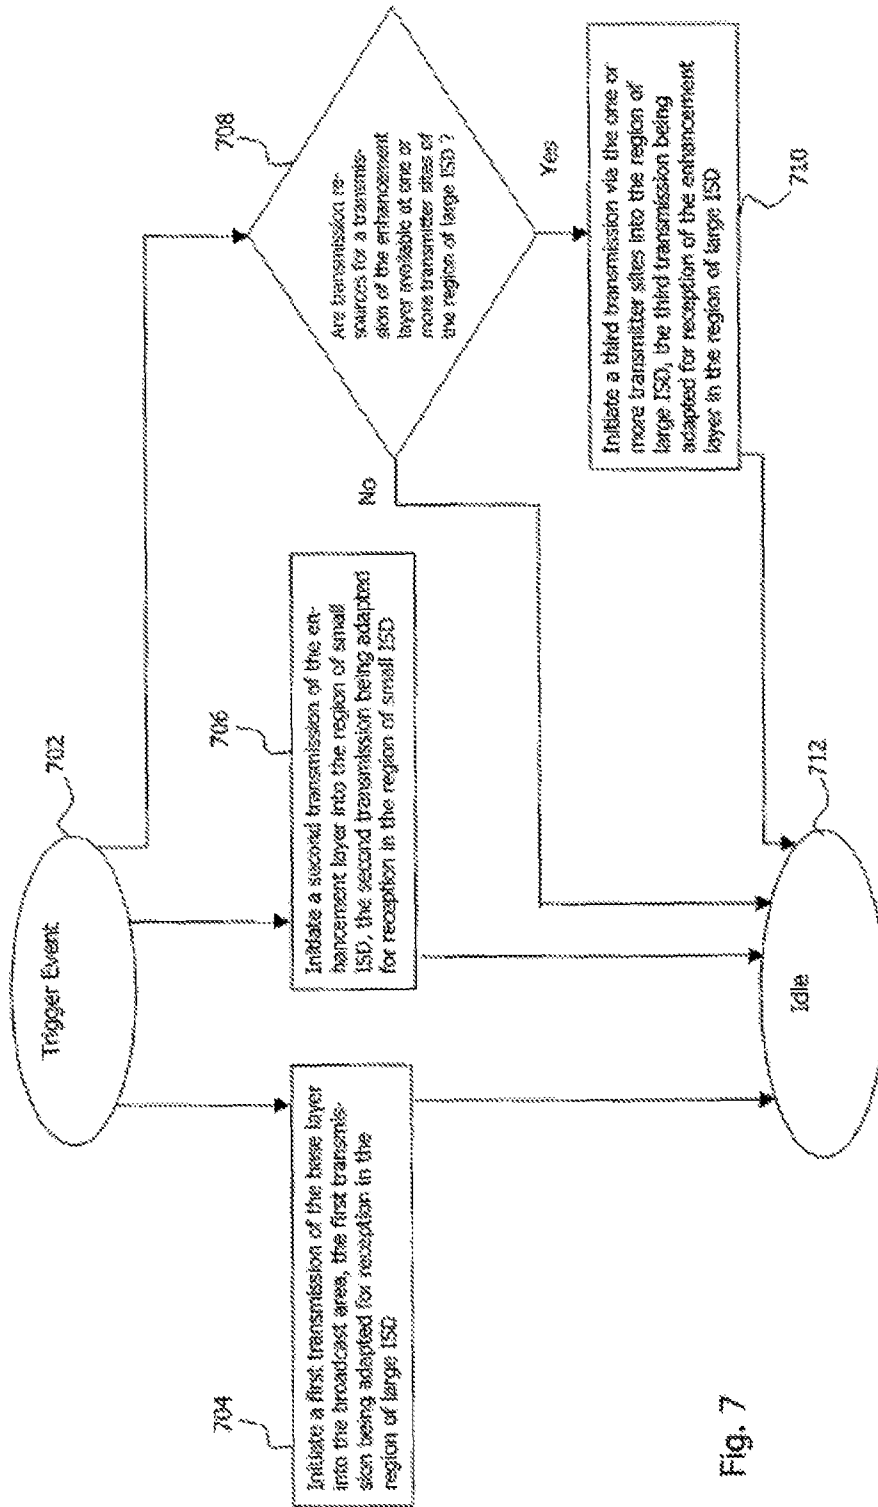 Trigger Event
702
704
Initiate a first transmission of the base layer
into the broadcast area, the first transmis-
sion being adapted for reception in the
region of large ISD
706
Initiate a second transmission of the en-
hancement layer into the region of small
ISD, the second transmission being adapted
for reception in the region of small ISD
708
Are transmission re-
sources for a transmis-
sion of the enhancement
layer available at one or
more transmitter sites of
the region of large ISD ?
No
Yes
Initiate a third transmission via the one or
more transmitter sites into the region of
large ISD, the third transmission being
adapted for reception of the enhancement
layer in the region of large ISD
710
Idle
712
Fig. 7